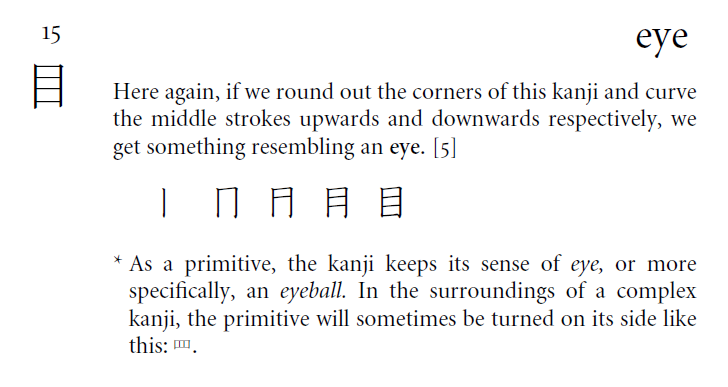 15 eye
目
Here again, if we round out the corners of this kanji and curve
the middle strokes upwards and downwards respectively, we
get something resembling an eye. [5]
丨 冂 月 目
* As a primitive, the kanji keeps its sense of eye, or more
specifically, an eyeball. In the surroundings of a complex
kanji, the primitive will sometimes be turned on its side like
this: 罒.